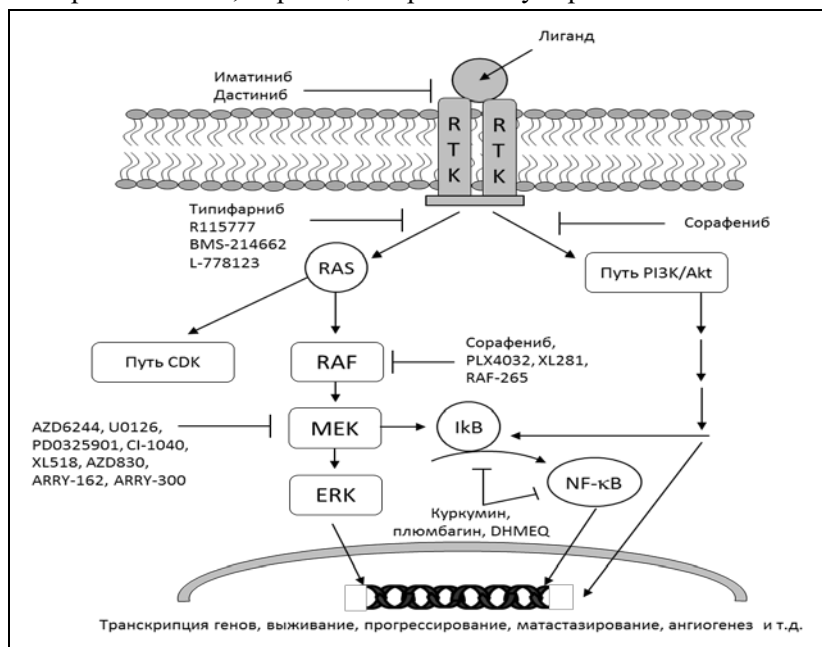 Лиганд
Иматиниб
Дастиниб
R
T
K
R
T
K
Типифарниб
R115777
BMS-214662
L-778123
Сорафениб
RAS
Путь PI3K/Akt
Путь CDK
RAF
Сорафениб,
PLX4032, XL281,
RAF-265
AZD6244, U0126,
PD0325901, CI-1040,
XL518, AZD830,
ARRY-162, ARRY-300
MEK
IkB
ERK
NF-κB
Куркумин,
плюмбагин, DHMEQ
Транскрипция генов, выживание, прогрессирование, матастазирование, ангиогенез и т.д.